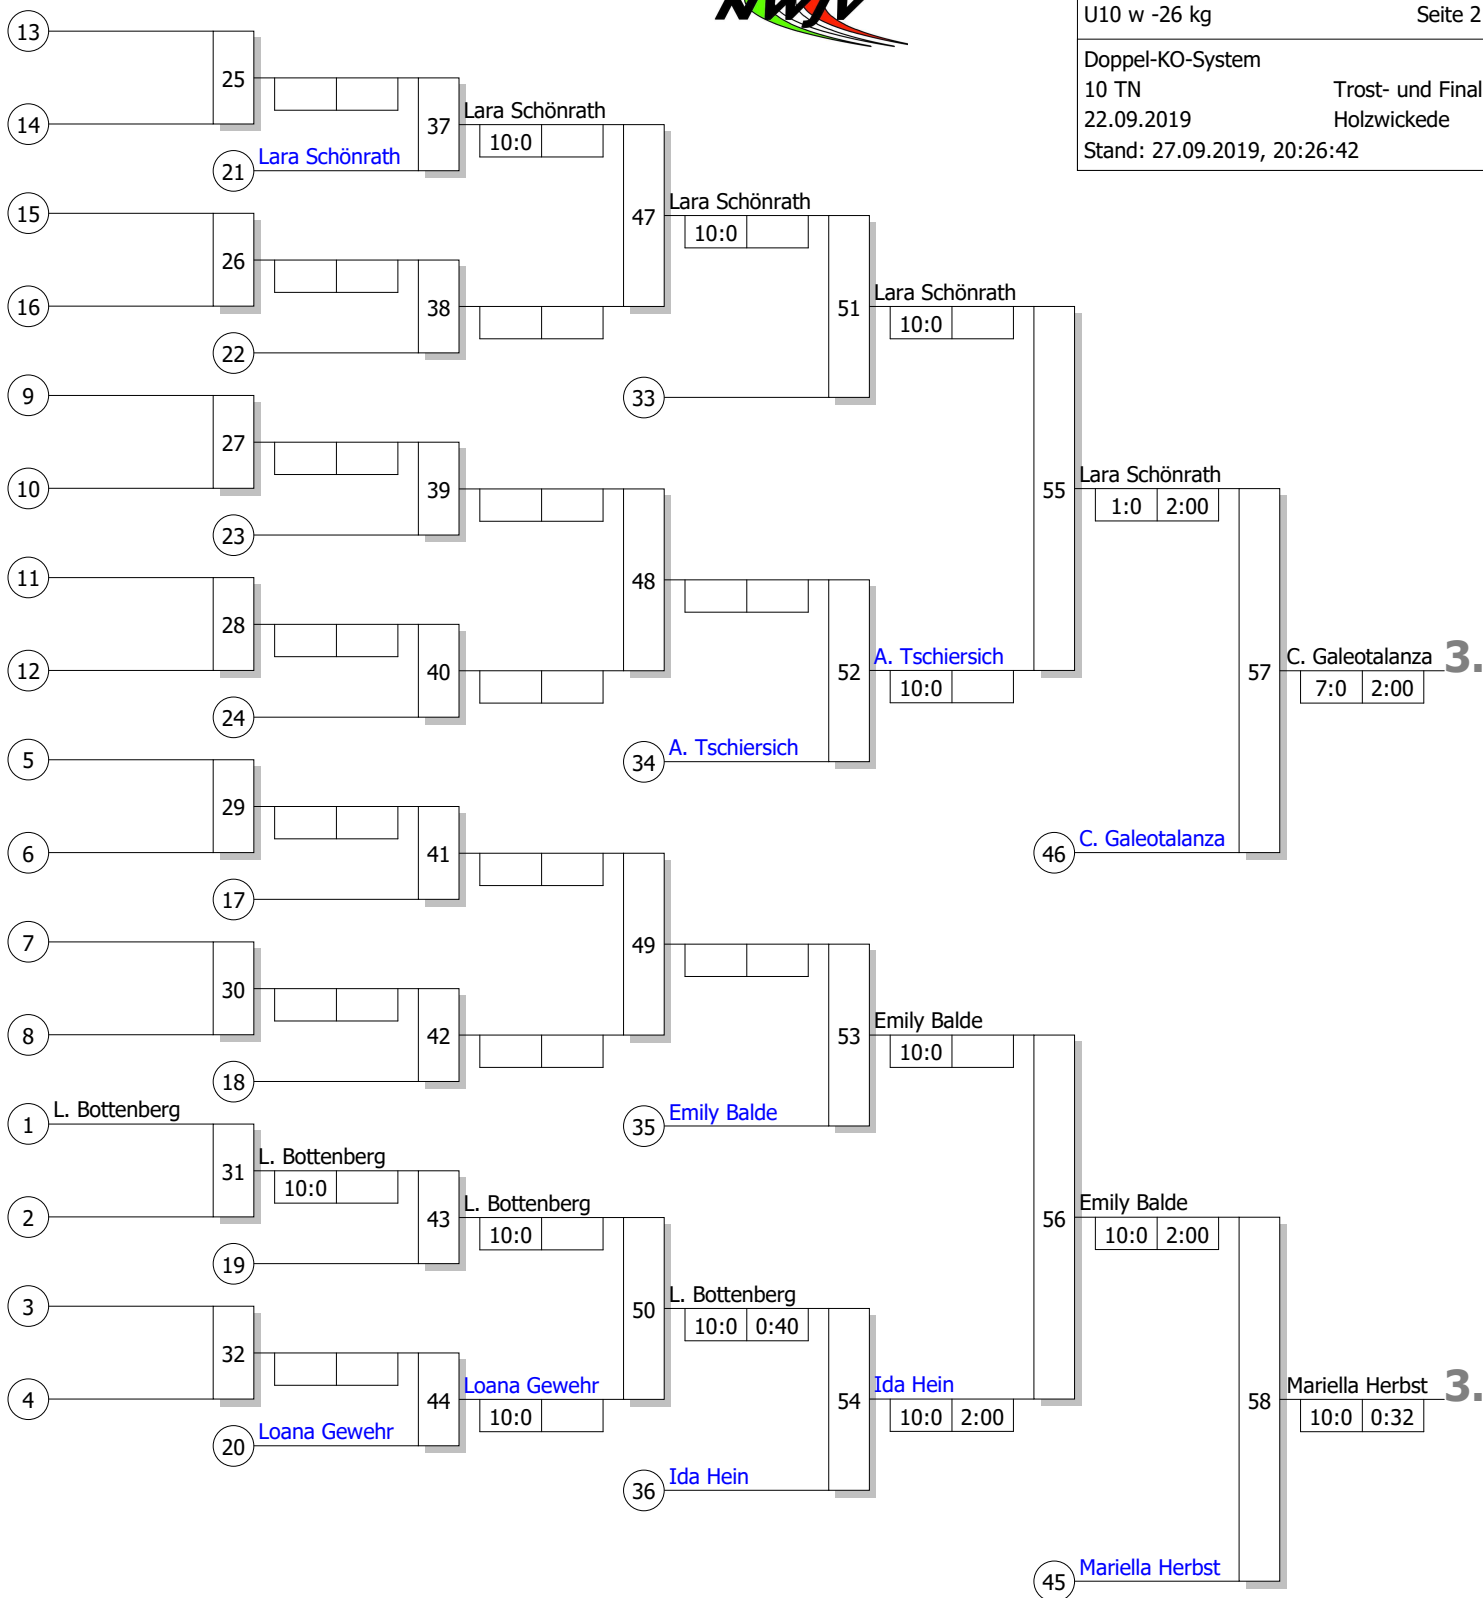 NWJV
U10 w -26 kg Seite 2
Doppel-KO-System
10 TN Trost- und Final
22.09.2019 Holzwickede
Stand: 27.09.2019, 20:26:42
13
25
14
37
Lara Schönrath
10:0
21
Lara Schönrath
15
47
Lara Schönrath
10:0
26
16
38
51
Lara Schönrath
10:0
22
9
33
27
10
39
55
Lara Schönrath
1:0 2:00
23
11
48
28
12
40
52
A. Tschiersich
10:0
57
C. Galeotalanza
7:0 2:00
3.
24
5
34
A. Tschiersich
29
6
41
46
C. Galeotalanza
17
7
49
30
8
42
53
Emily Balde
10:0
18
1
L. Bottenberg
35
Emily Balde
31
L. Bottenberg
10:0
2
43
L. Bottenberg
10:0
56
Emily Balde
10:0 2:00
19
3
50
L. Bottenberg
10:0 0:40
32
4
44
Loana Gewehr
10:0
54
Ida Hein
10:0 2:00
58
Mariella Herbst
10:0 0:32
3.
20
Loana Gewehr
36
Ida Hein
45
Mariella Herbst